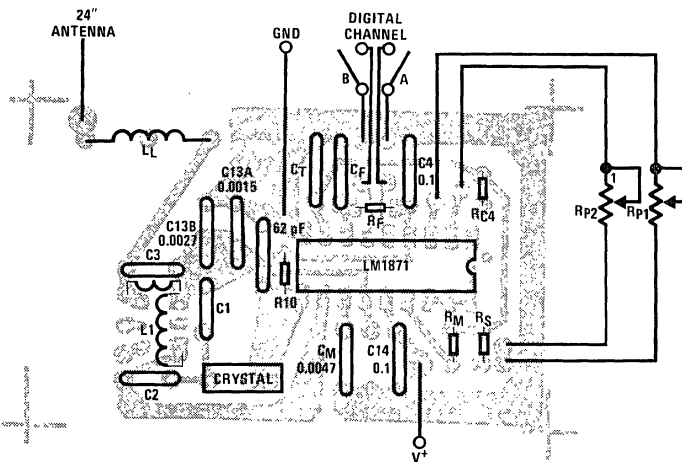 24"
ANTENNA
GND
DIGITAL
CHANNEL
B
A
LL
C13A
0.0015
CT
CF
C4
0.1
RC4
1
RP2
RP1
C13B
0.0027
62 pF
RF
C3
LM1871
L1
C1
R10
RM
RS
CM
0.0047
C14
0.1
C2
CRYSTAL
V+